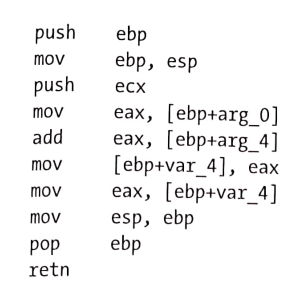 push ebp
mov ebp, esp
push ecx
mov eax, [ebp+arg_0]
add eax, [ebp+arg_4]
mov [ebp+var_4], eax
mov eax, [ebp+var_4]
mov esp, ebp
pop ebp
retn